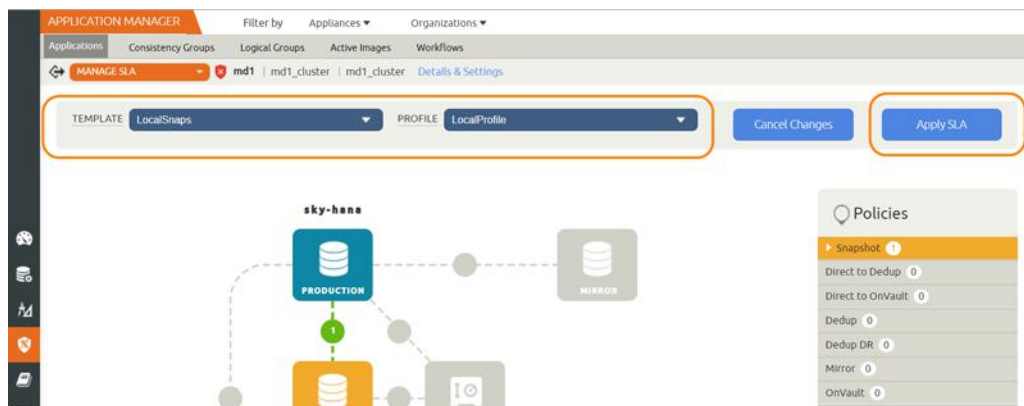 APPLICATION MANAGER Filter by Appliances Organizations
Applications Consistency Groups Logical Groups Active Images Workflows
MANAGE SLA md1 | md1_cluster | md1_cluster Details & Settings
TEMPLATE LocalSnaps PROFILE LocalProfile Cancel Changes Apply SLA
sky-hana
PRODUCTION
MIRROR
1
Policies
Snapshot 1
Direct to Dedup 0
Direct to OnVault 0
Dedup 0
Dedup DR 0
Mirror 0
OnVault 0